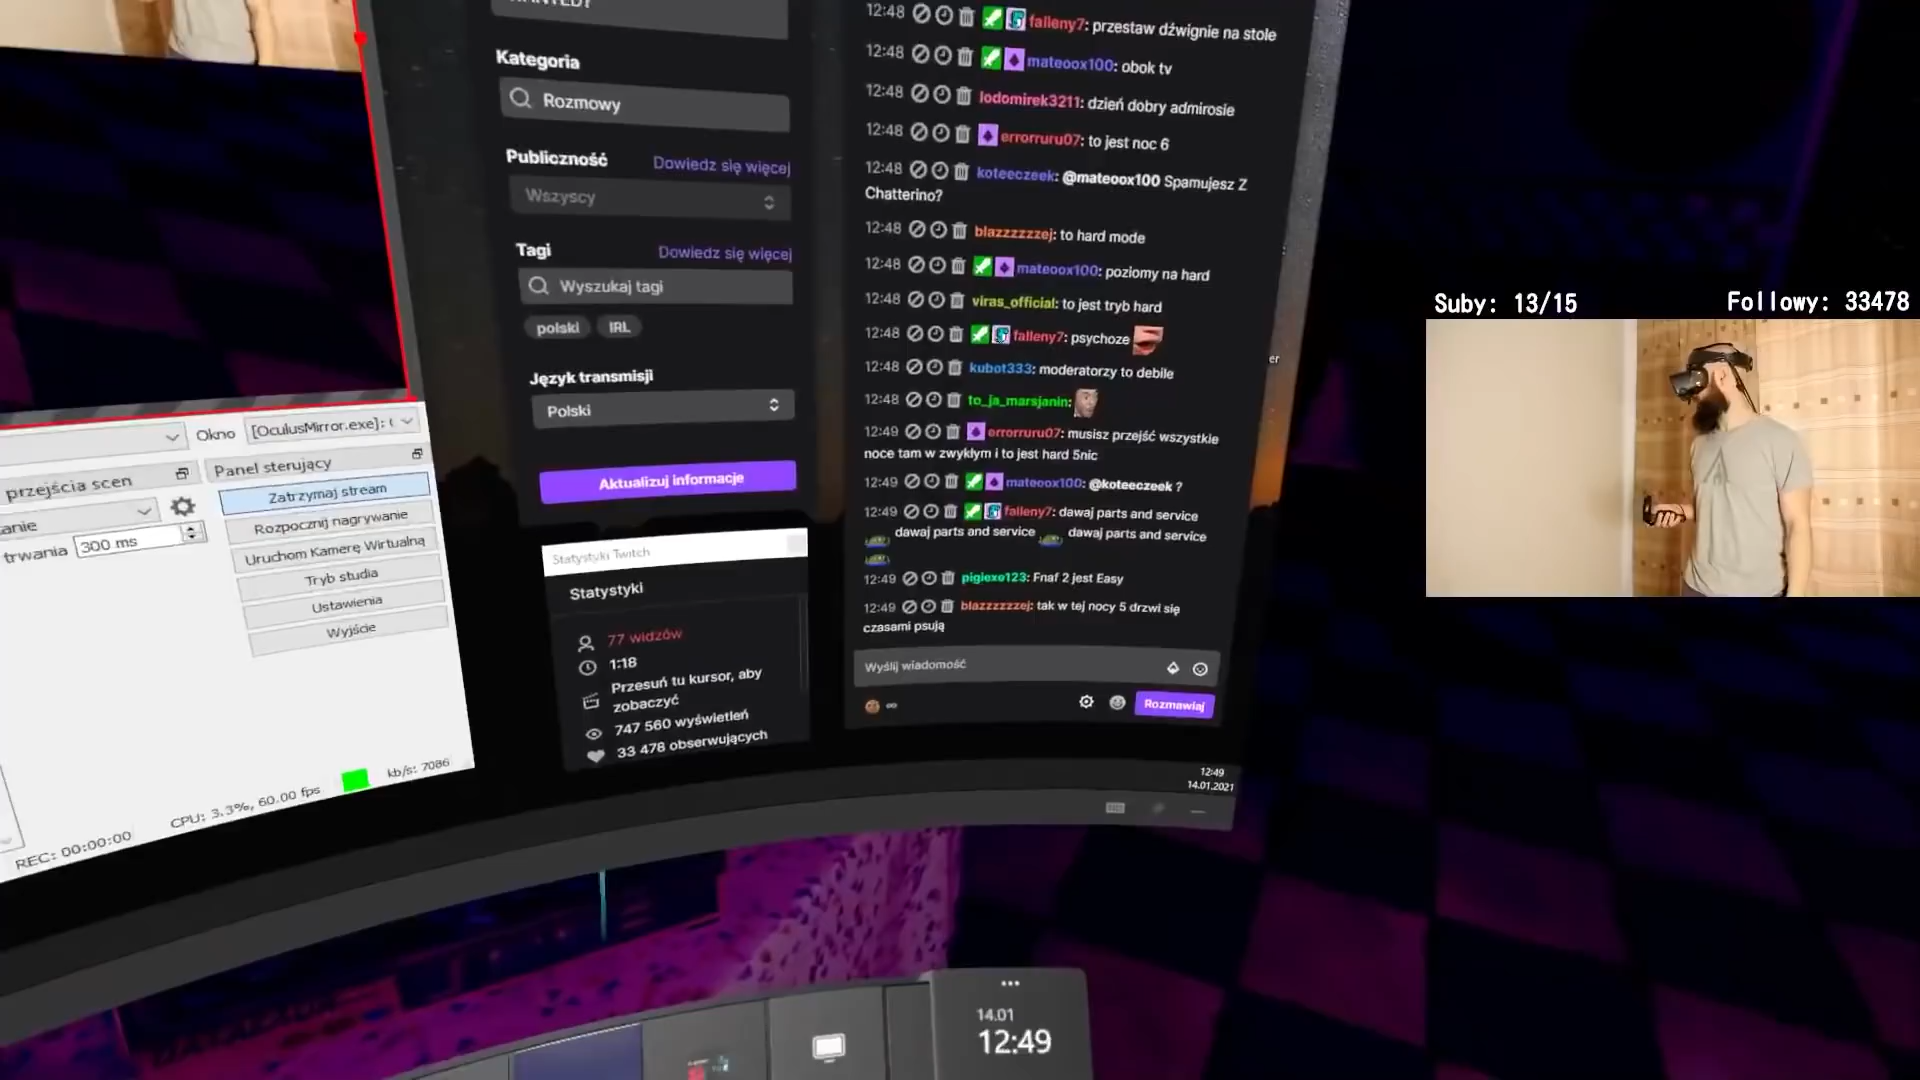 Kategoria
Rozmowy
Publiczność Dowiedz się więcej
Wszyscy
Tagi Dowiedz się więcej
Wyszukaj tagi
polski IRL
Język transmisji
Polski
Aktualizuj informacje
Statystyki Twitch
Statystyki
77 widzów
1:18
Przesuń tu kursor, aby
zobaczyć
747 560 wyświetleń
33 478 obserwujących
12:48 falleny7: przestaw dźwignie na stole
12:48 mateoox100: obok tv
12:48 lodomirek3211: dzień dobry admirosie
12:48 errorruru07: to jest noc 6
12:48 koteeczeek: @mateoox100 Spamujesz Z
Chatterino?
12:48 blazzzzzzej: to hard mode
12:48 mateoox100: poziomy na hard
12:48 viras_official: to jest tryb hard
12:48 falleny7: psychoze
12:48 kubot333: moderatorzy to debile
12:48 to_ja_marsjanin:
12:49 errorruru07: musisz przejść wszystkie
noce tam w zwykłym i to jest hard 5nic
12:49 mateoox100: @koteeczeek ?
12:49 falleny7: dawaj parts and service
dawaj parts and service dawaj parts and service
12:49 pigiexe123: Fnaf 2 jest Easy
12:49 blazzzzzzej: tak w tej nocy 5 drzwi się
czasami psują
Wyślij wiadomość
∞ Rozmawiaj
12:49
14.01.2021
Okno [OculusMirror.exe]: (
przejścia scen Panel sterujący
anie
trwania 300 ms
Zatrzymaj stream
Rozpocznij nagrywanie
Uruchom Kamerę Wirtualną
Tryb studia
Ustawienia
Wyjście
REC: 00:00:00 CPU: 3.3%, 60.00 fps kb/s: 7086
er
Suby: 13/15 Followy: 33478
14.01
12:49